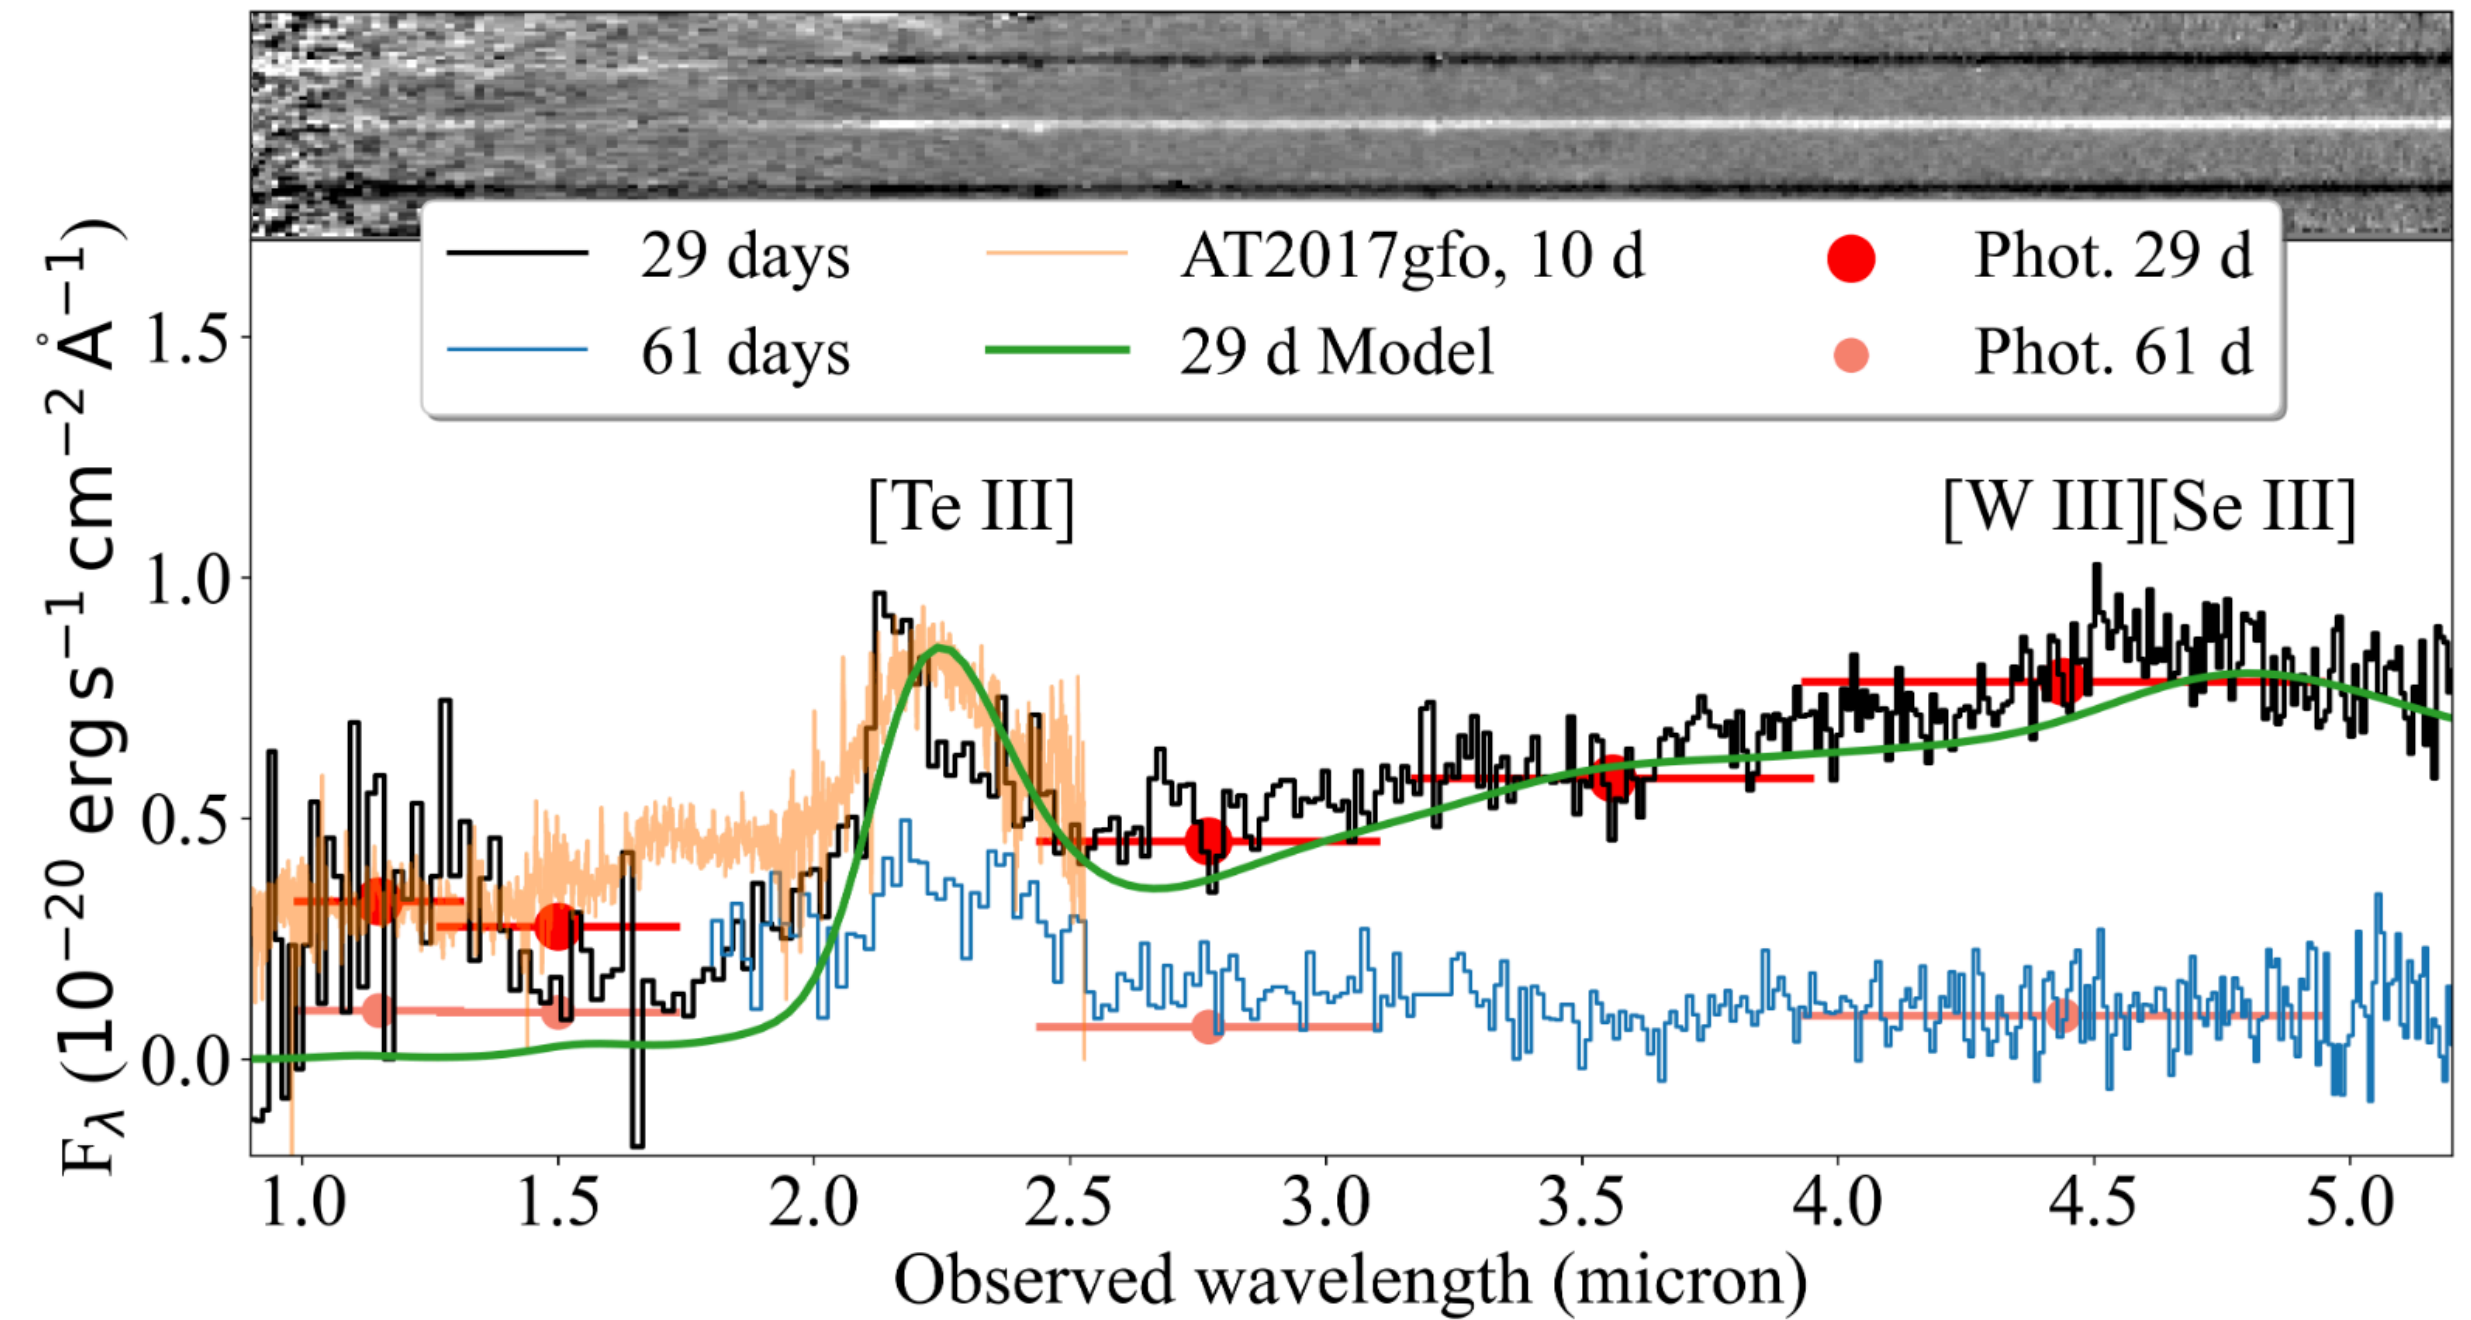 29 days
AT2017gfo, 10 d
Phot. 29 d
61 days
29 d Model
Phot. 61 d
[Te III]
[W III][Se III]
F_λ (10⁻²⁰ erg s⁻¹ cm⁻² Å⁻¹)
1.5
1.0
0.5
0.0
1.0 1.5 2.0 2.5 3.0 3.5 4.0 4.5 5.0
Observed wavelength (micron)